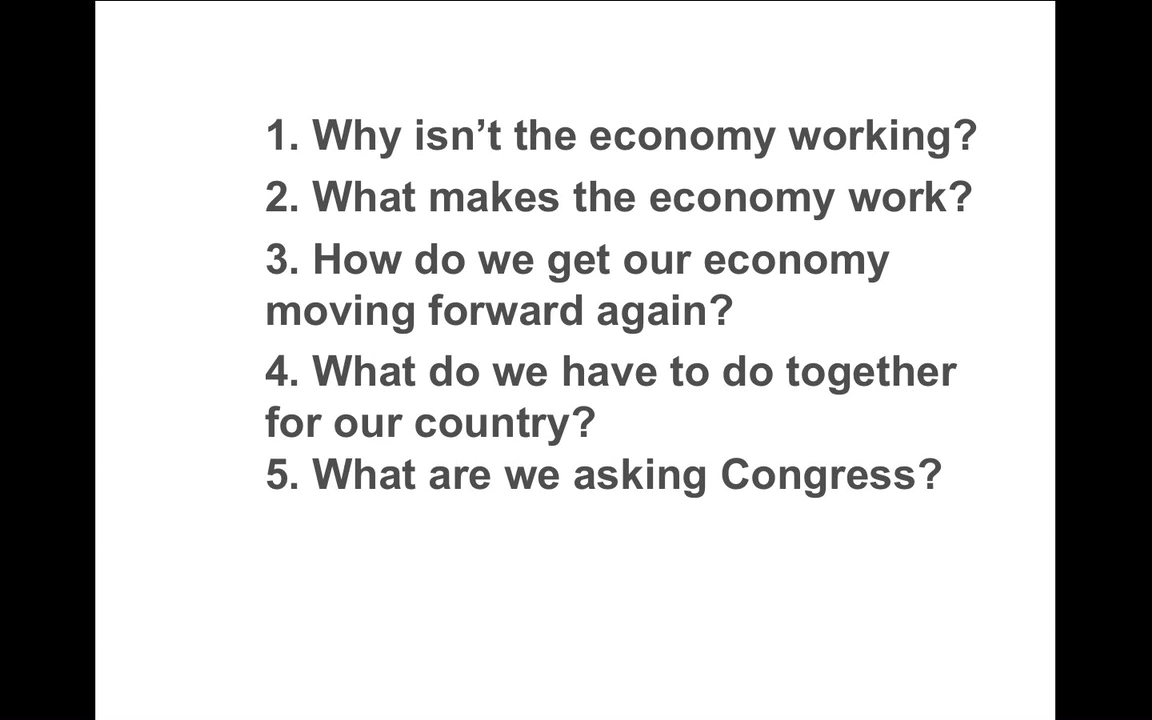 1. Why isn’t the economy working?
2. What makes the economy work?
3. How do we get our economy
moving forward again?
4. What do we have to do together
for our country?
5. What are we asking Congress?